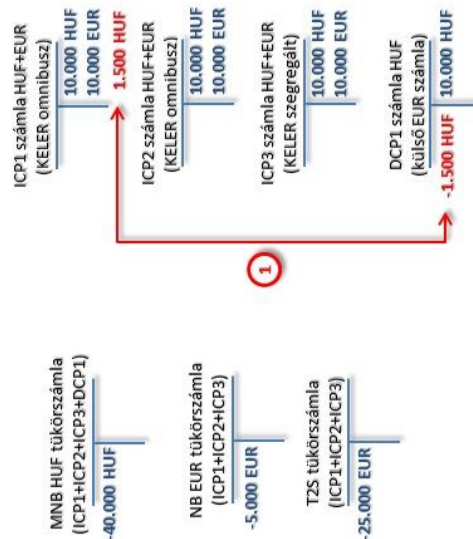 MNB HUF tükörszámla
(ICP1+ICP2+ICP3+DCP1)
-40.000 HUF
NB EUR tükörszámla
(ICP1+ICP2+ICP3)
-5.000 EUR
T2S tükörszámla
(ICP1+ICP2+ICP3)
-25.000 EUR
1
ICP1 számla HUF+EUR
(KELER omnibusz)
10.000 HUF
10.000 EUR
1.500 HUF
ICP2 számla HUF+EUR
(KELER omnibusz)
10.000 HUF
10.000 EUR
ICP3 számla HUF+EUR
(KELER szegregált)
10.000 HUF
10.000 EUR
DCP1 számla HUF
(külső EUR számla)
-1.500 HUF
10.000 HUF